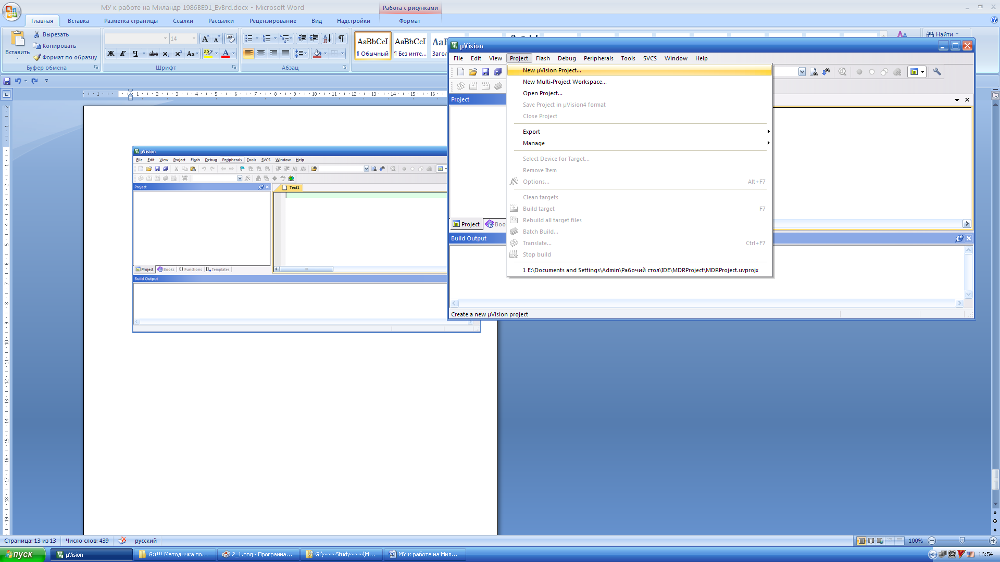 МУ к работе на Миландр 1986ВЕ91_EvBrd.docx - Microsoft Word
Работа с рисунками
Главная Вставка Разметка страницы Ссылки Рассылки Рецензирование Вид Надстройки Формат
Вставить
Вырезать
Копировать
Формат по образцу
Буфер обмена
14
Ж К Ч abc x₂ x² Aa
Шрифт
Абзац
AaBbCcI
¶ Обычный
AaBbCcI
¶ Без инте...
Загол
Найти
µVision
File Edit View Project Flash Debug Peripherals Tools SVCS Window Help
New µVision Project...
New Multi-Project Workspace...
Open Project...
Save Project in µVision4 format
Close Project
Export
Manage
Select Device for Target...
Remove Item
Options... Alt+F7
Clean targets
Build target F7
Rebuild all target files
Batch Build...
Translate... Ctrl+F7
Stop build
1 E:\Documents and Settings\Admin\Рабочий стол\IDE\MDRProject\MDRProject.uvprojx
Project
Project Boo
Build Output
Create a new µVision project
µVision
File Edit View Project Flash Debug Peripherals Tools SVCS Window Help
Project
Text1
Project Books {} Functions Templates
Build Output
Страница: 13 из 13 Число слов: 439 русский
100%
пуск
µVision
G:\!!! Методичка по...
2_1.png - Программа...
G:\~~~Study~~~\М...
МУ к работе на Мил...
16:54